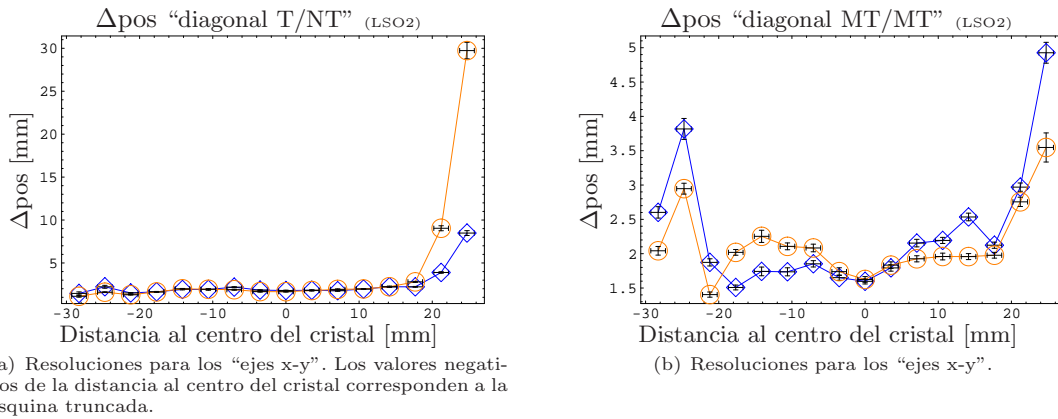 Δpos “diagonal T/NT” (LSO2)
30
25
20
15
10
5
Δpos [mm]
-30 -20 -10 0 10 20
Distancia al centro del cristal [mm]
a) Resoluciones para los “ejes x-y”. Los valores negati-
os de la distancia al centro del cristal corresponden a la
squina truncada.
Δpos “diagonal MT/MT” (LSO2)
5
4.5
4
3.5
3
2.5
2
1.5
Δpos [mm]
-30 -20 -10 0 10 20
Distancia al centro del cristal [mm]
(b) Resoluciones para los “ejes x-y”.